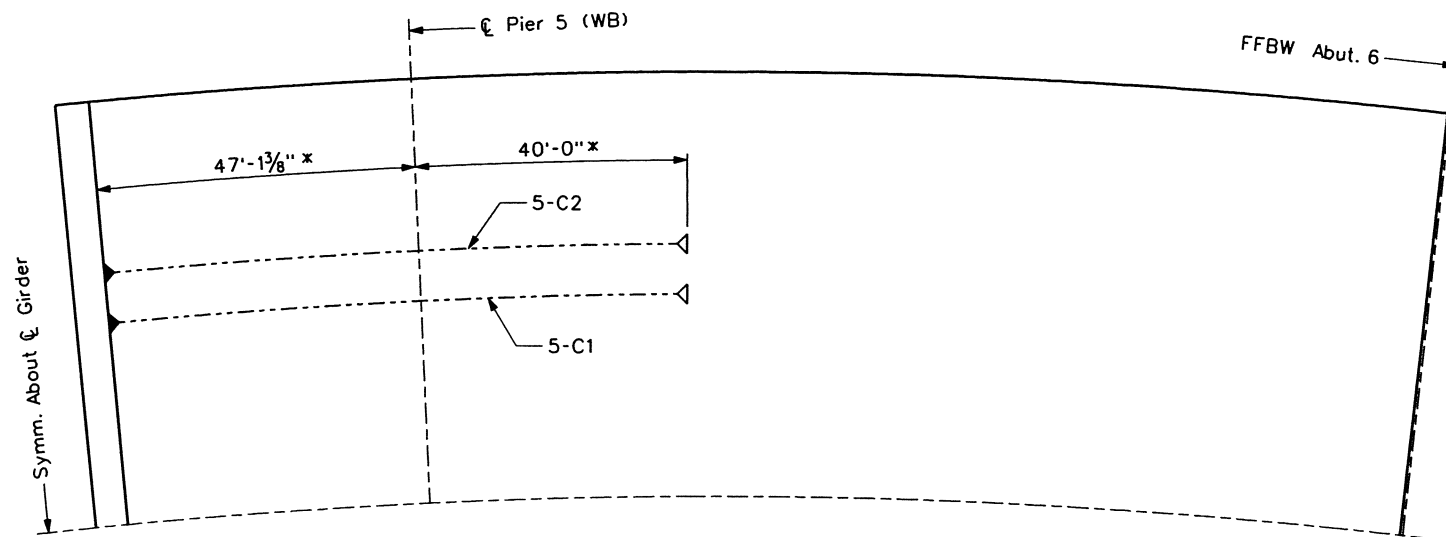 ℄ Pier 5 (WB)
FFBW Abut. 6
47'-1⅜" *
40'-0" *
5-C2
5-C1
Symm. About ℄ Girder